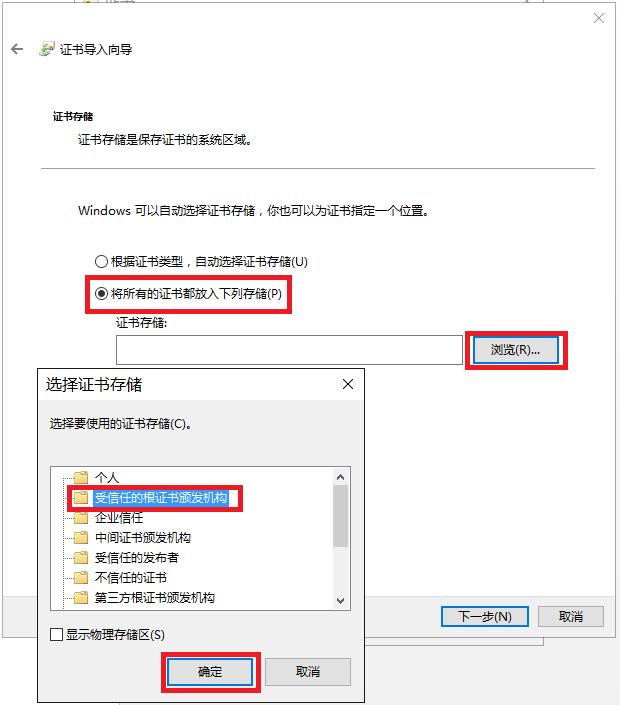 证书导入向导
证书存储
证书存储是保存证书的系统区域。
Windows 可以自动选择证书存储，你也可以为证书指定一个位置。
根据证书类型，自动选择证书存储(U)
将所有的证书都放入下列存储(P)
证书存储:
浏览(R)...
选择证书存储
选择要使用的证书存储(C)。
个人
受信任的根证书颁发机构
企业信任
中间证书颁发机构
受信任的发布者
不信任的证书
第三方根证书颁发机构
显示物理存储区(S)
确定
取消
下一步(N)
取消